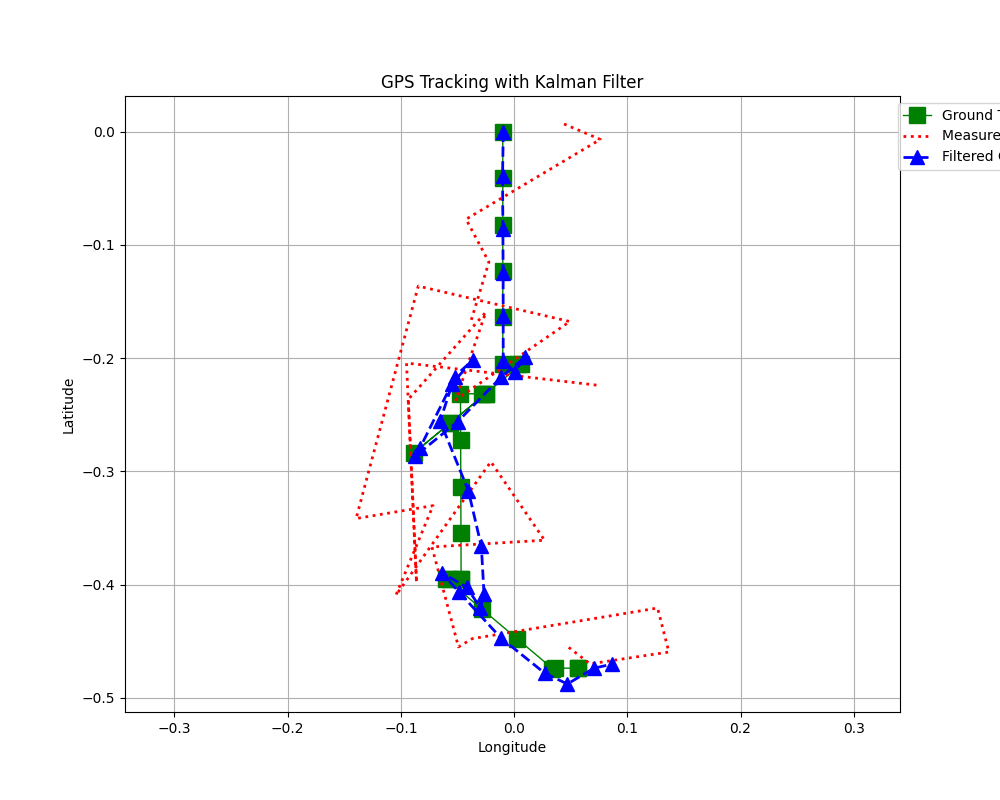 GPS Tracking with Kalman Filter
Ground T
Measure
Filtered
0.0
−0.1
−0.2
−0.3
−0.4
−0.5
Latitude
−0.3
−0.2
−0.1
0.0
0.1
0.2
0.3
Longitude